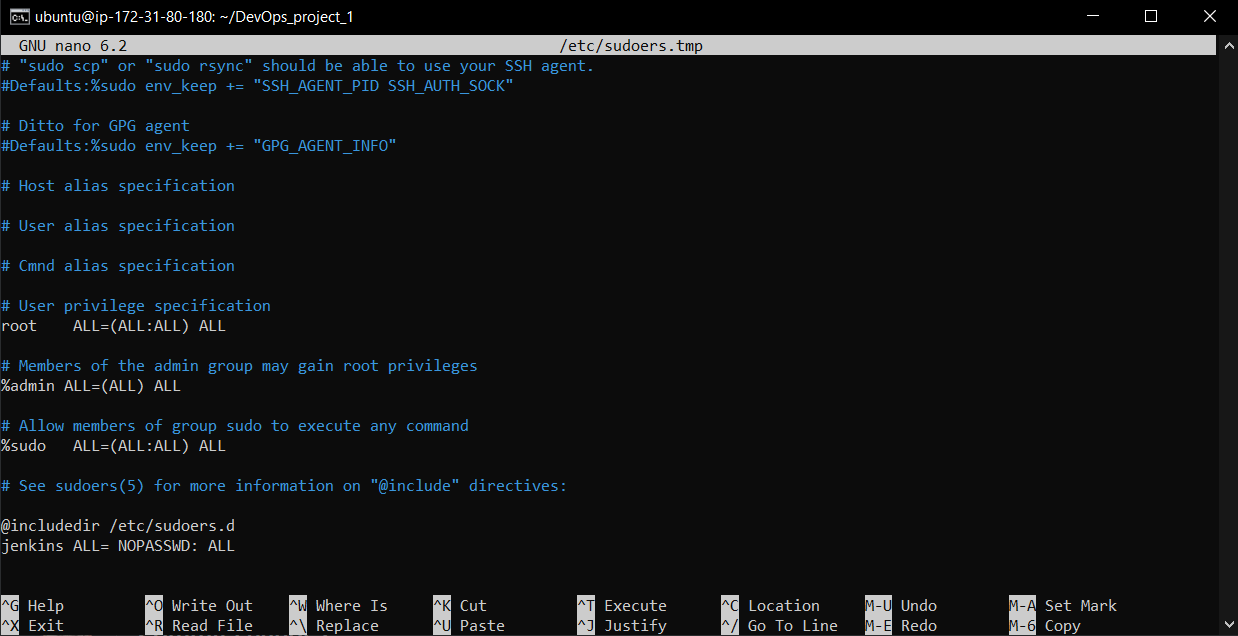 ubuntu@ip-172-31-80-180: ~/DevOps_project_1
GNU nano 6.2 /etc/sudoers.tmp
# "sudo scp" or "sudo rsync" should be able to use your SSH agent.
#Defaults:%sudo env_keep += "SSH_AGENT_PID SSH_AUTH_SOCK"
# Ditto for GPG agent
#Defaults:%sudo env_keep += "GPG_AGENT_INFO"
# Host alias specification
# User alias specification
# Cmnd alias specification
# User privilege specification
root    ALL=(ALL:ALL) ALL
# Members of the admin group may gain root privileges
%admin ALL=(ALL) ALL
# Allow members of group sudo to execute any command
%sudo   ALL=(ALL:ALL) ALL
# See sudoers(5) for more information on "@include" directives:
@includedir /etc/sudoers.d
jenkins ALL= NOPASSWD: ALL
^G Help ^O Write Out ^W Where Is ^K Cut ^T Execute ^C Location M-U Undo M-A Set Mark
^X Exit ^R Read File ^\ Replace ^U Paste ^J Justify ^/ Go To Line M-E Redo M-6 Copy